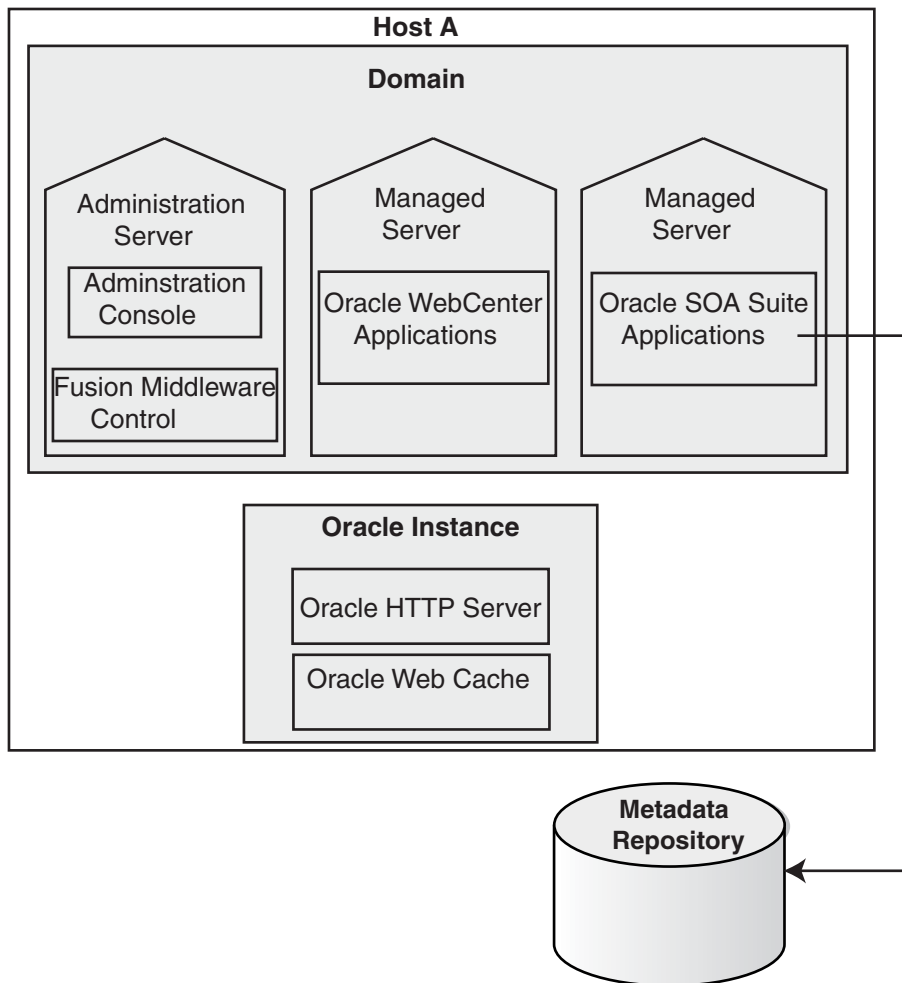 Host A
Domain
Administration
Server
Adminstration
Console
Fusion Middleware
Control
Managed
Server
Oracle WebCenter
Applications
Managed
Server
Oracle SOA Suite
Applications
Oracle Instance
Oracle HTTP Server
Oracle Web Cache
Metadata
Repository